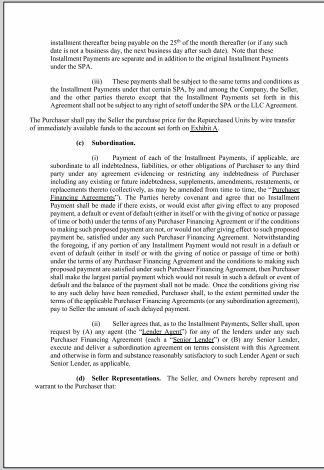 installment thereafter being payable on the 25th of the month thereafter (or if any such
date is not a business day, the next business day after such date). Note that these
Installment Payments are separate and in addition to the original Installment Payments
under the SPA.
(iii) These payments shall be subject to the same terms and conditions as
the Installment Payments under that certain SPA, by and among the Company, the Seller,
and the other parties thereto except that the Installment Payments set forth in this
Agreement shall not be subject to any right of setoff under the SPA or the LLC Agreement.
The Purchaser shall pay the Seller the purchase price for the Repurchased Units by wire transfer
of immediately available funds to the account set forth on Exhibit A.
(c) Subordination.
(i) Payment of each of the Installment Payments, if applicable, are
subordinate to all indebtedness, liabilities, or other obligations of Purchaser to any third
party under any agreement evidencing or restricting any indebtedness of Purchaser
including any existing or future indebtedness, supplements, amendments, restatements, or
replacements thereto (collectively, as may be amended from time to time, the "Purchaser
Financing Agreements"). The Parties hereby covenant and agree that no Installment
Payment shall be made if there exists, or would exist after giving effect to any proposed
payment, a default or event of default (either in itself or with the giving of notice or passage
of time or both) under the terms of any Purchaser Financing Agreement or if the conditions
to making such proposed payment are not, or would not after giving effect to such proposed
payment be, satisfied under any such Purchaser Financing Agreement. Notwithstanding
the foregoing, if any portion of any Installment Payment would not result in a default or
event of default (either in itself or with the giving of notice or passage of time or both)
under the terms of any Purchaser Financing Agreement and the conditions to making such
proposed payment are satisfied under such Purchaser Financing Agreement, then Purchaser
shall make the largest partial payment which would not result in such a default or event of
default and the balance of the payment shall not be made. Once the conditions giving rise
to any such delay have been remedied, Purchaser shall, to the extent permitted under the
terms of the applicable Purchaser Financing Agreements (or any subordination agreement),
pay to Seller the amount of such delayed payment.
(ii) Seller agrees that, as to the Installment Payments, Seller shall, upon
request by (A) any agent (the "Lender Agent") for any of the lenders under any such
Purchaser Financing Agreement (each a "Senior Lender") or (B) any Senior Lender,
execute and deliver a subordination agreement on terms consistent with this Agreement
and otherwise in form and substance reasonably satisfactory to such Lender Agent or such
Senior Lender, as applicable.
(d) Seller Representations. The Seller, and Owners hereby represent and
warrant to the Purchaser that: